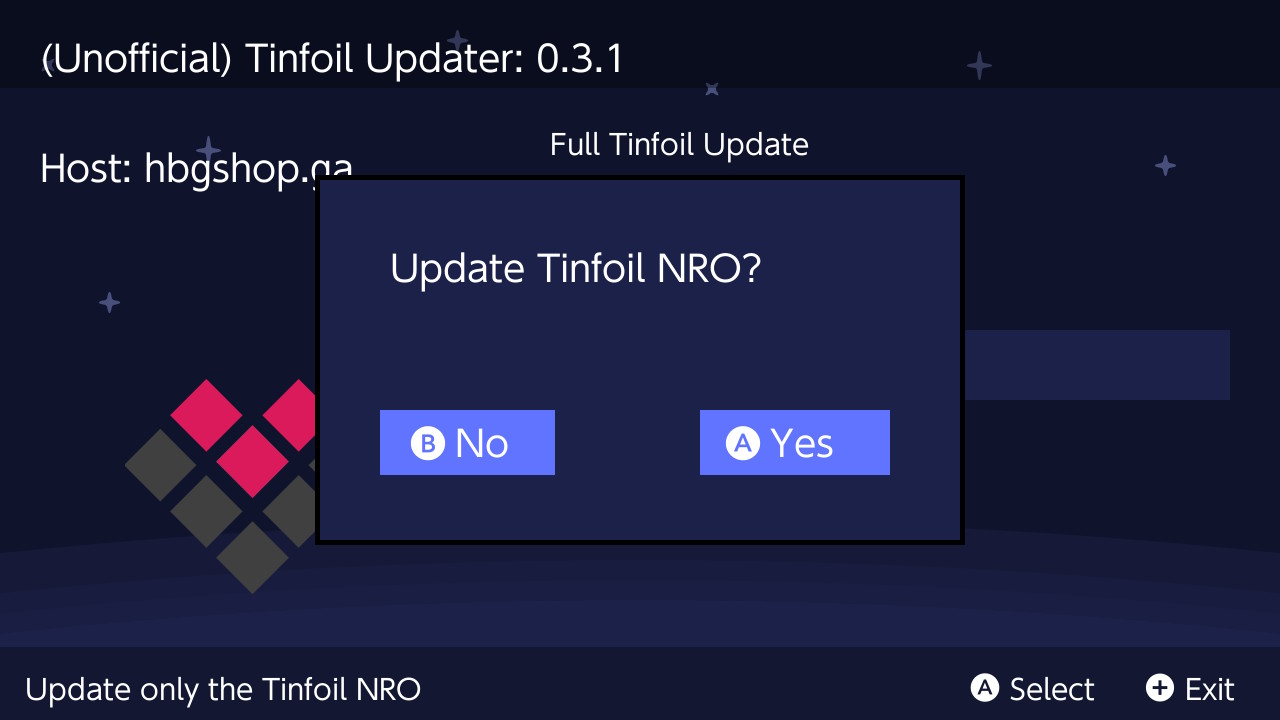 (Unofficial) Tinfoil Updater: 0.3.1
Full Tinfoil Update
Host: hbgshop.ga
Update Tinfoil NRO?
B No
A Yes
Update only the Tinfoil NRO
A Select
+ Exit